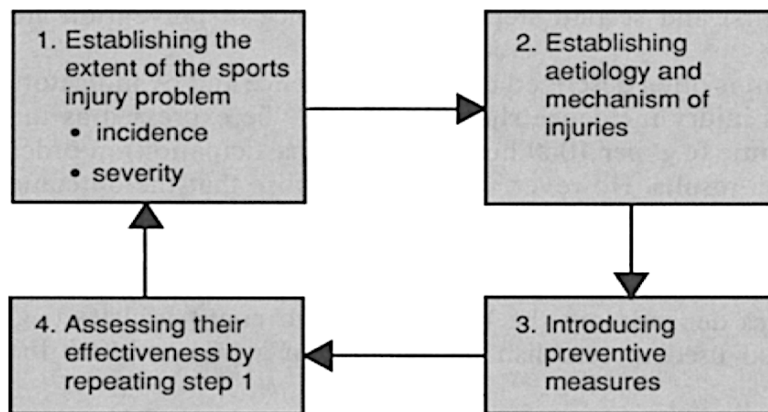 1. Establishing the
extent of the sports
injury problem
• incidence
• severity
2. Establishing
aetiology and
mechanism of
injuries
4. Assessing their
effectiveness by
repeating step 1
3. Introducing
preventive
measures